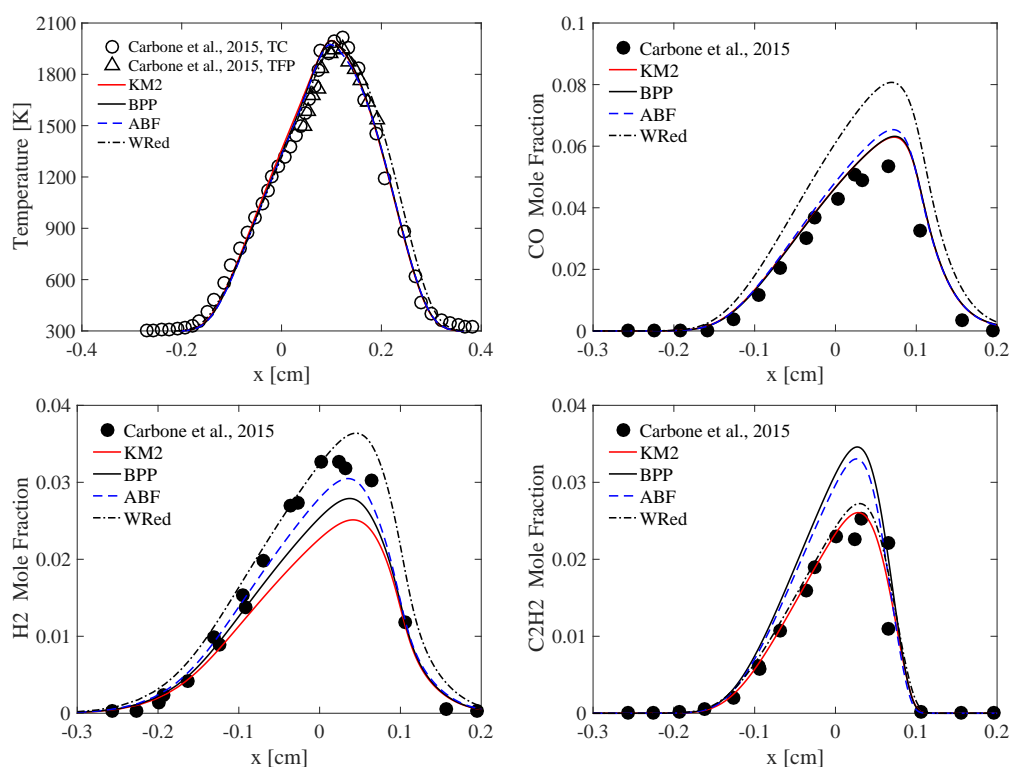 2100
1800
1500
1200
900
600
300
Temperature [K]
Carbone et al., 2015, TC
Carbone et al., 2015, TFP
KM2
BPP
ABF
WRed
-0.4
-0.2
0
0.2
0.4
x [cm]
0.1
0.08
0.06
0.04
0.02
0
CO Mole Fraction
Carbone et al., 2015
KM2
BPP
ABF
WRed
-0.3
-0.2
-0.1
0
0.1
0.2
x [cm]
0.04
0.03
0.02
0.01
0
H2 Mole Fraction
Carbone et al., 2015
KM2
BPP
ABF
WRed
-0.3
-0.2
-0.1
0
0.1
0.2
x [cm]
0.04
0.03
0.02
0.01
0
C2H2 Mole Fraction
Carbone et al., 2015
KM2
BPP
ABF
WRed
-0.3
-0.2
-0.1
0
0.1
0.2
x [cm]